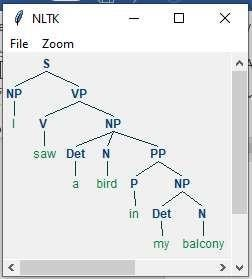 NLTK
File Zoom
S
NP VP
I V NP
saw Det N PP
a bird P NP
in Det N
my balcony